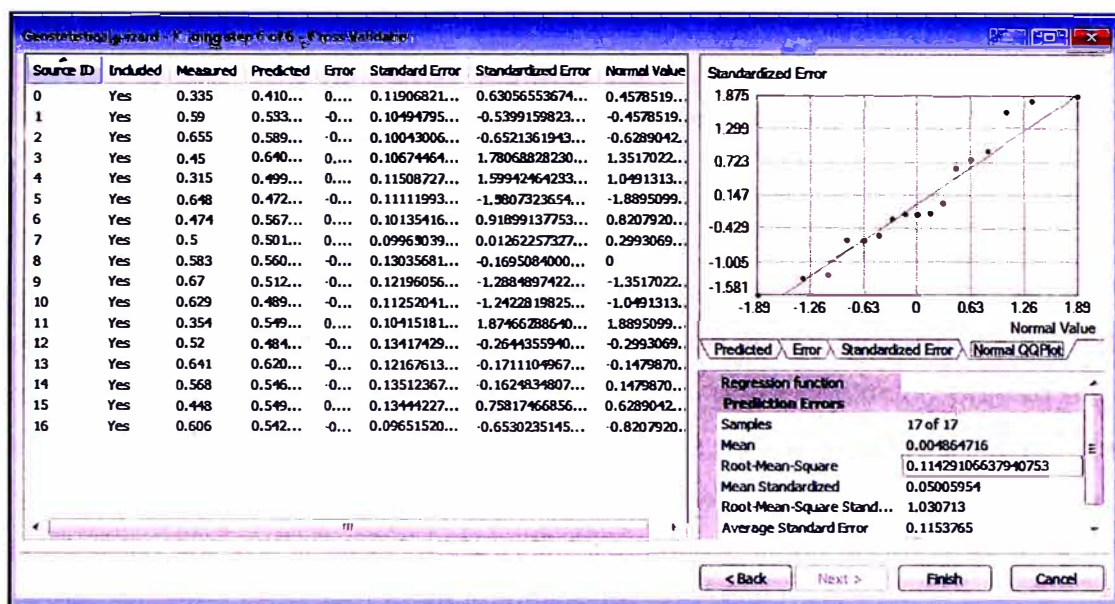 Geostatistical wizard - Kriging step 6 of 6 - Cross Validation
Source ID Included Measured Predicted Error Standard Error Standardized Error Normal Value
0 Yes 0.335 0.410... 0.... 0.11906821... 0.63056553674... 0.4578519...
1 Yes 0.59 0.533... -0... 0.10494795... -0.5399159823... -0.4578519...
2 Yes 0.655 0.589... -0... 0.10043006... -0.6521361943... -0.6289042...
3 Yes 0.45 0.640... 0.... 0.10674464... 1.78068828230... 1.3517022...
4 Yes 0.315 0.499... 0.... 0.11508727... 1.59942464233... 1.0491313...
5 Yes 0.648 0.472... -0... 0.11111993... -1.5807323654... -1.8895099...
6 Yes 0.474 0.567... 0.... 0.10135416... 0.91899137753... 0.8207920...
7 Yes 0.5 0.501... 0.... 0.09965039... 0.01262257327... 0.2993069...
8 Yes 0.583 0.560... -0... 0.13035681... -0.1695084000... 0
9 Yes 0.67 0.512... -0... 0.12196056... -1.2884897422... -1.3517022...
10 Yes 0.629 0.489... -0... 0.11252041... -1.2422819825... -1.0491313...
11 Yes 0.354 0.549... 0.... 0.10415181... 1.87466288640... 1.8895099...
12 Yes 0.52 0.484... -0... 0.13417429... -0.2644355940... -0.2993069...
13 Yes 0.641 0.620... -0... 0.12167613... -0.1711104967... -0.1479870...
14 Yes 0.568 0.546... -0... 0.13512367... -0.1624834807... 0.1479870...
15 Yes 0.448 0.549... 0.... 0.13444227... 0.75817466856... 0.6289042...
16 Yes 0.606 0.542... -0... 0.09651520... -0.6530235145... -0.8207920...
Standardized Error
1.875
1.299
0.723
0.147
-0.429
-1.005
-1.581
-1.89 -1.26 -0.63 0 0.63 1.26 1.89
Normal Value
Predicted Error Standardized Error Normal QQPlot
Regression function
Prediction Errors
Samples 17 of 17
Mean 0.004864716
Root-Mean-Square 0.11429106637940753
Mean Standardized 0.05005954
Root-Mean-Square Stand... 1.030713
Average Standard Error 0.1153765
< Back Next > Finish Cancel